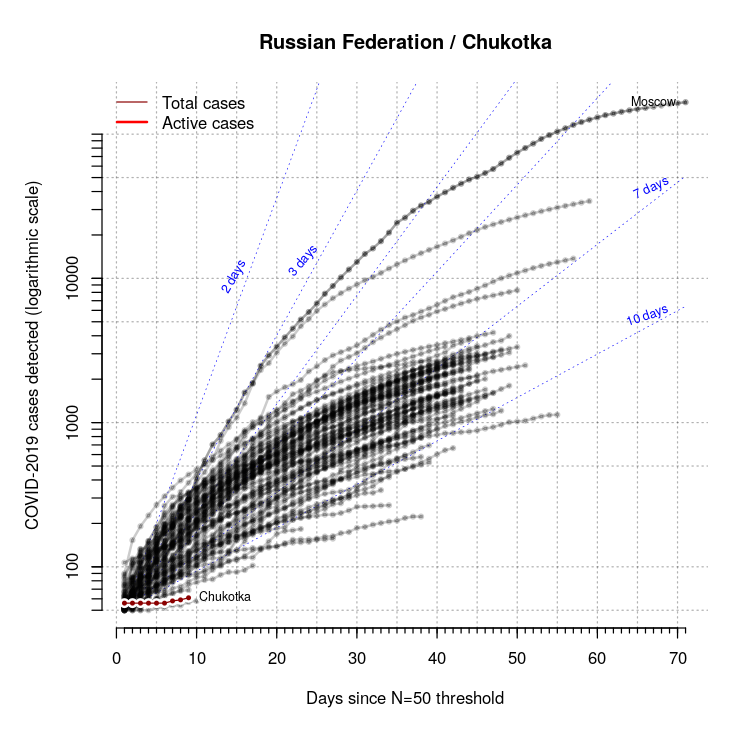 Russian Federation / Chukotka
Total cases
Active cases
Moscow
7 days
2 days
3 days
10 days
Chukotka
COVID-2019 cases detected (logarithmic scale)
10000
1000
100
0 10 20 30 40 50 60 70
Days since N=50 threshold